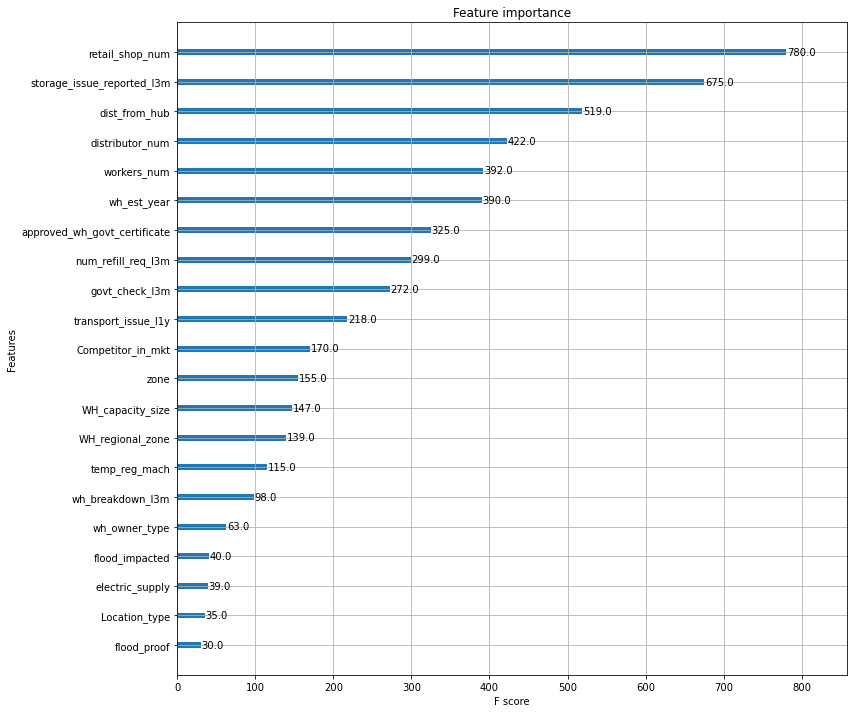 Feature importance
retail_shop_num 780.0
storage_issue_reported_l3m 675.0
dist_from_hub 519.0
distributor_num 422.0
workers_num 392.0
wh_est_year 390.0
approved_wh_govt_certificate 325.0
num_refill_req_l3m 299.0
govt_check_l3m 272.0
transport_issue_l1y 218.0
Competitor_in_mkt 170.0
zone 155.0
WH_capacity_size 147.0
WH_regional_zone 139.0
temp_reg_mach 115.0
wh_breakdown_l3m 98.0
wh_owner_type 63.0
flood_impacted 40.0
electric_supply 39.0
Location_type 35.0
flood_proof 30.0
Features
0 100 200 300 400 500 600 700 800
F score